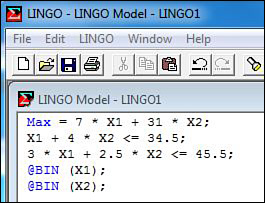 LINGO - LINGO Model - LINGO1
File Edit LINGO Window Help
LINGO Model - LINGO1
Max = 7 * X1 + 31 * X2;
X1 + 4 * X2 <= 34.5;
3 * X1 + 2.5 * X2 <= 45.5;
@BIN (X1);
@BIN (X2);